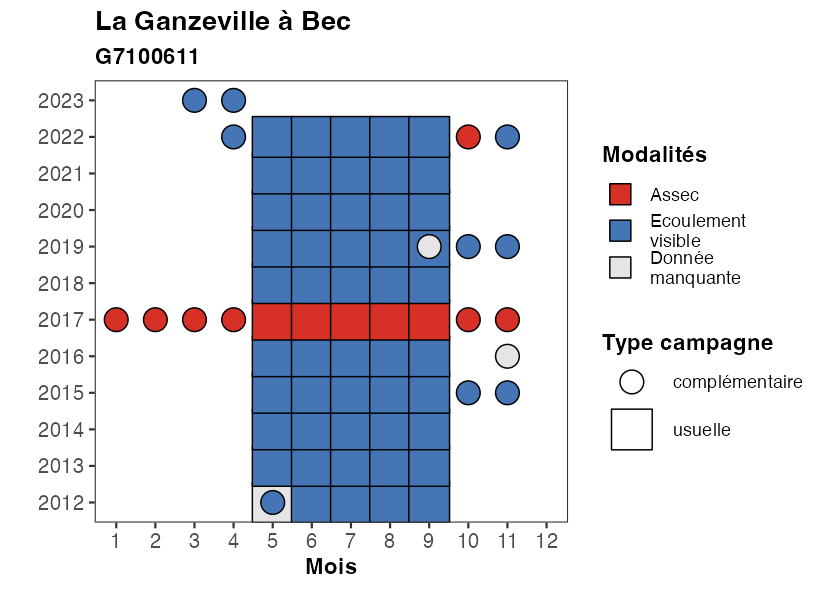 La Ganzeville à Bec
G7100611
2023
2022
2021
2020
2019
2018
2017
2016
2015
2014
2013
2012
1 2 3 4 5 6 7 8 9 10 11 12
Mois
Modalités
Assec
Ecoulement
visible
Donnée
manquante
Type campagne
complémentaire
usuelle